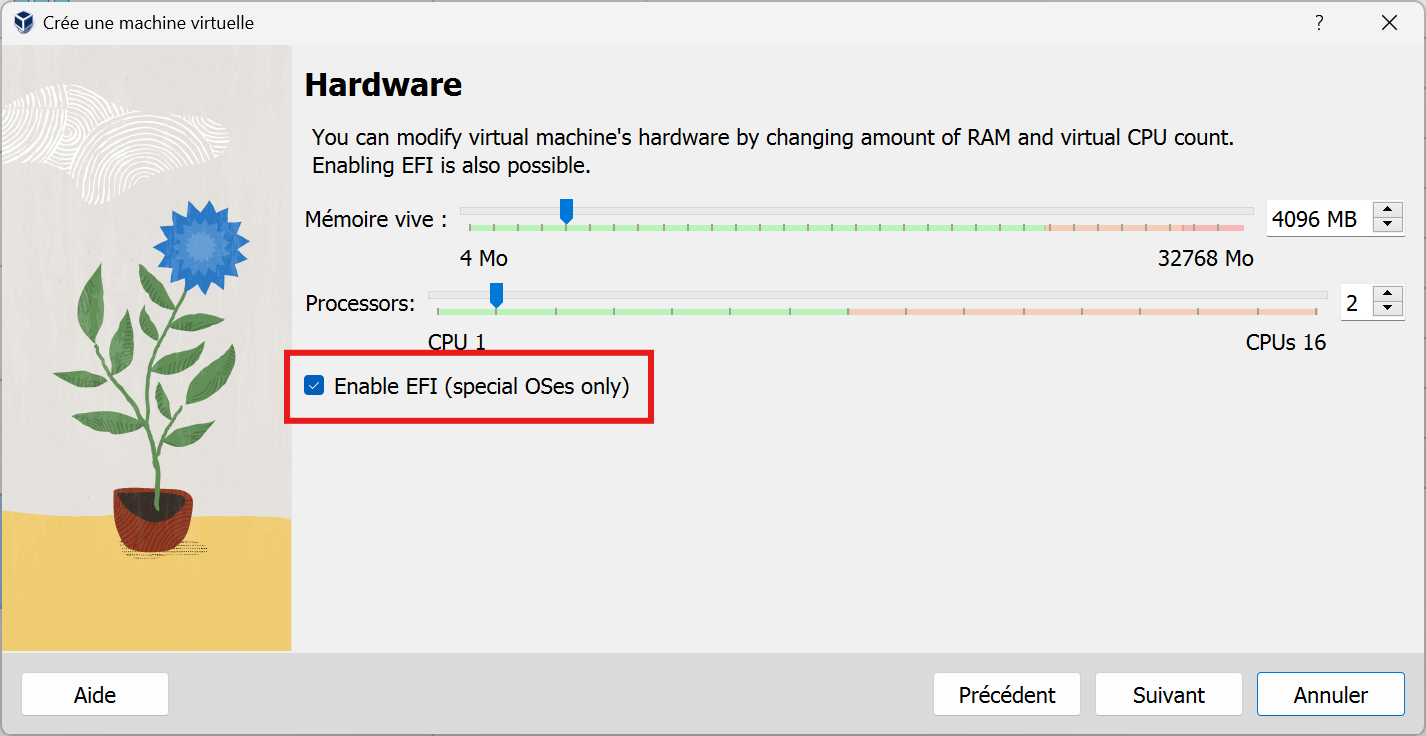 Crée une machine virtuelle
?
Hardware
You can modify virtual machine's hardware by changing amount of RAM and virtual CPU count.
Enabling EFI is also possible.
Mémoire vive : 4096 MB
4 Mo 32768 Mo
Processors: 2
CPU 1 CPUs 16
Enable EFI (special OSes only)
Aide Précédent Suivant Annuler